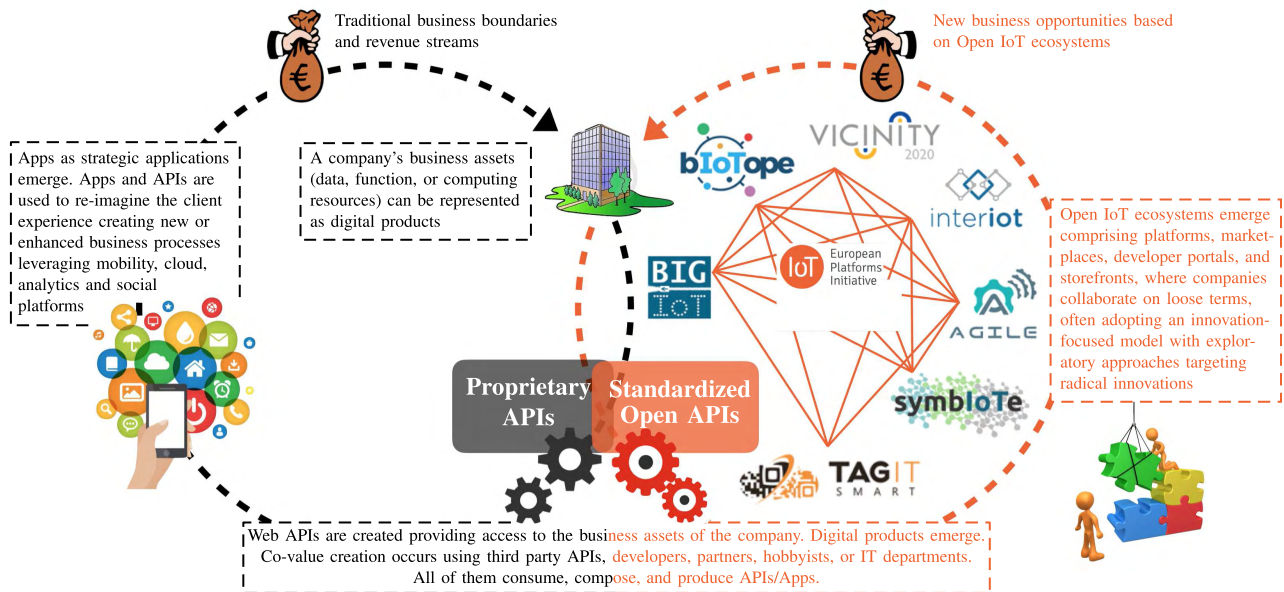 Traditional business boundaries
and revenue streams
New business opportunities based
on Open IoT ecosystems
€
€
Apps as strategic applications
emerge. Apps and APIs are
used to re-imagine the client
experience creating new or
enhanced business processes
leveraging mobility, cloud,
analytics and social
platforms
A company's business assets
(data, function, or computing
resources) can be represented
as digital products
bIoTope
VICINITY
2020
interiot
BIG
IoT
IoT
European
Platforms
Initiative
AGILE
symbIoTe
TAGIT
SMART
Open IoT ecosystems emerge
comprising platforms, market-
places, developer portals, and
storefronts, where companies
collaborate on loose terms,
often adopting an innovation-
focused model with explor-
atory approaches targeting
radical innovations
Proprietary
APIs
Standardized
Open APIs
Web APIs are created providing access to the business assets of the company. Digital products emerge.
Co-value creation occurs using third party APIs, developers, partners, hobbyists, or IT departments.
All of them consume, compose, and produce APIs/Apps.